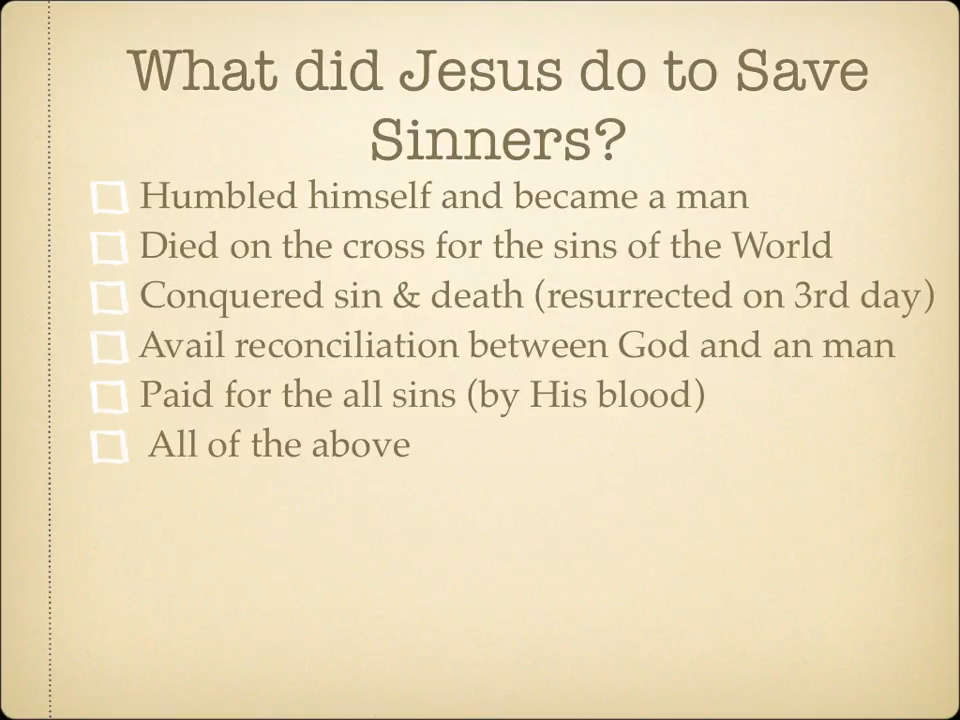 What did Jesus do to Save
Sinners?
Humbled himself and became a man
Died on the cross for the sins of the World
Conquered sin & death (resurrected on 3rd day)
Avail reconciliation between God and an man
Paid for the all sins (by His blood)
All of the above